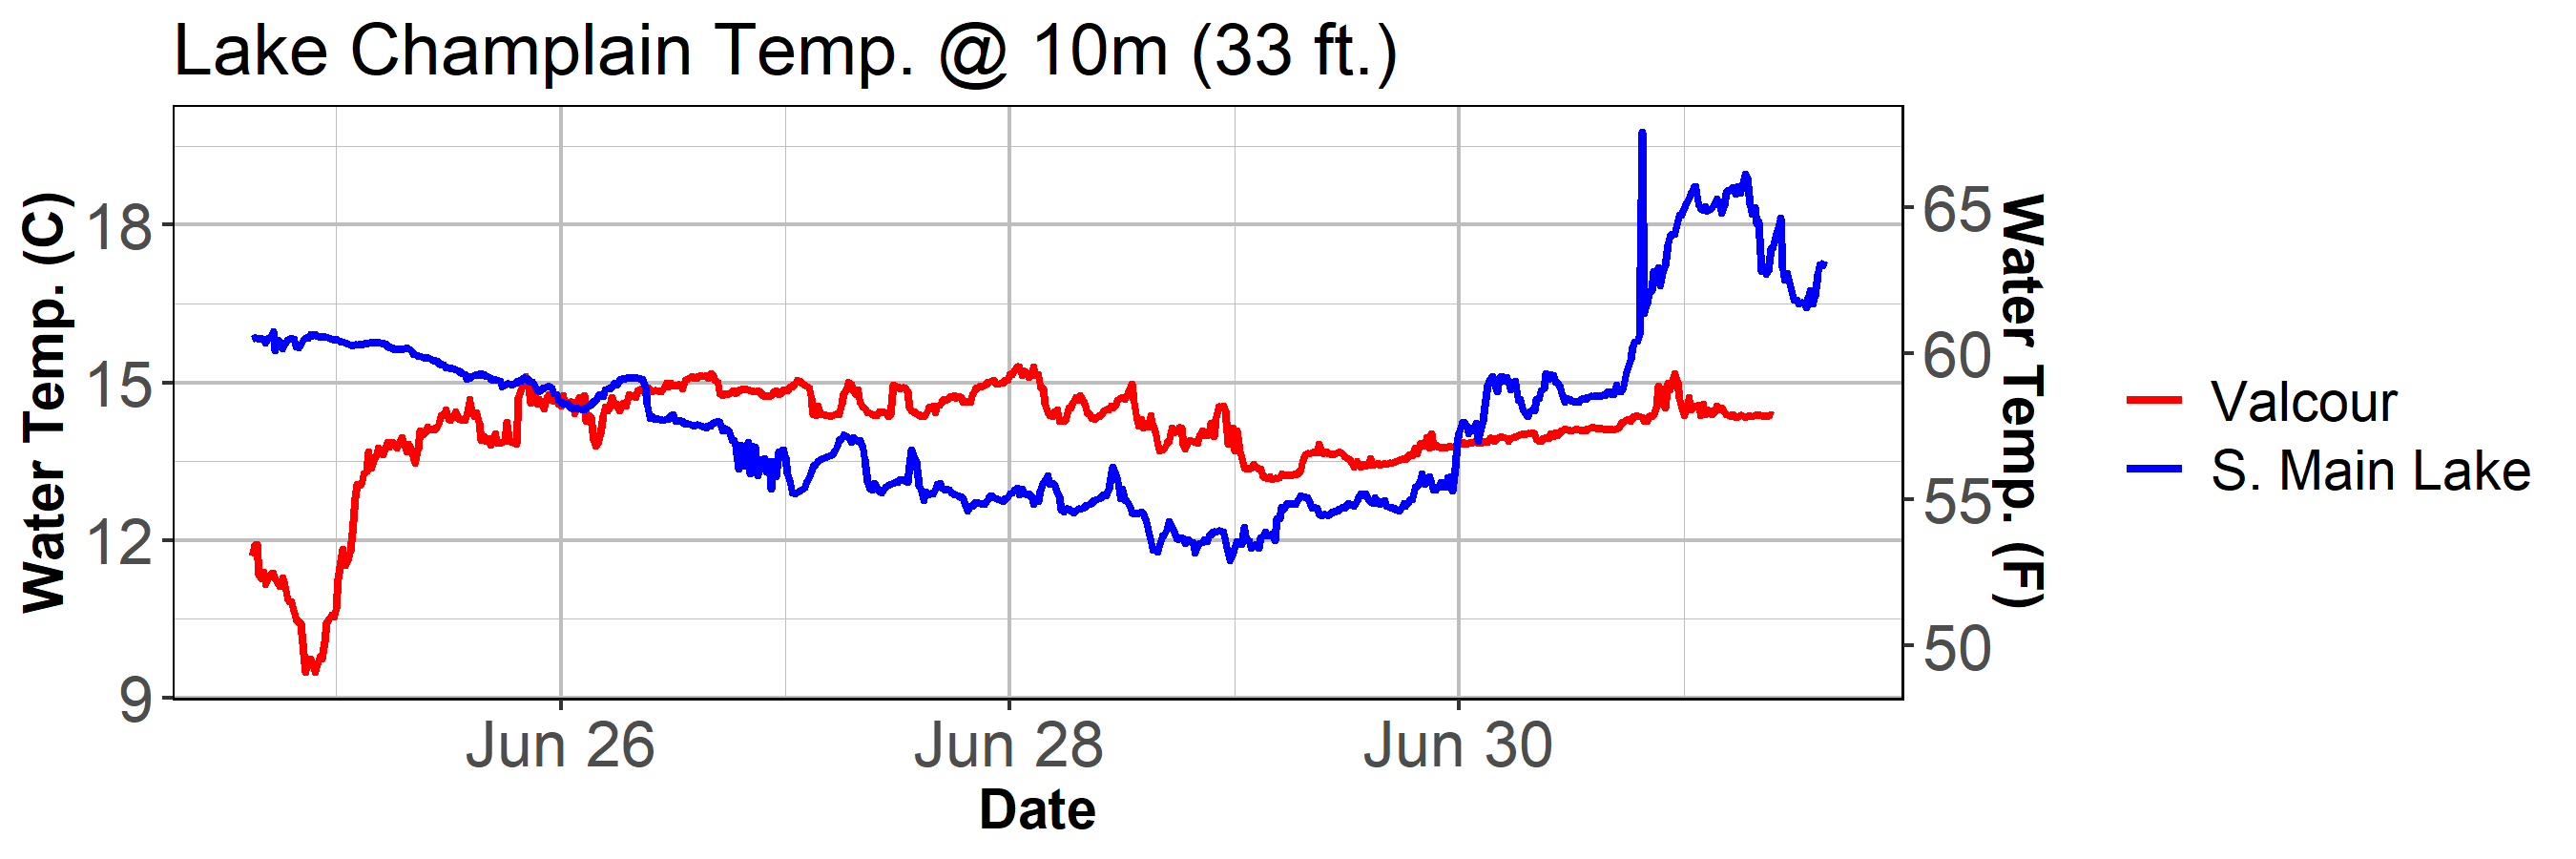 Lake Champlain Temp. @ 10m (33 ft.)
Water Temp. (C)
18
15
12
9
65
60
55
50
Water Temp. (F)
Jun 26
Jun 28
Jun 30
Date
Valcour
S. Main Lake